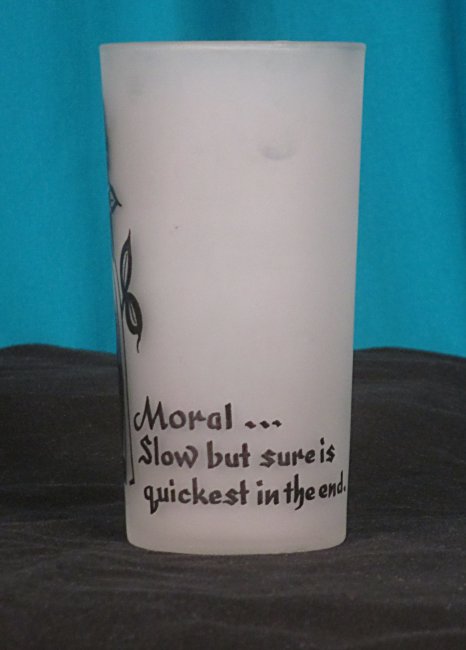 Moral ...
Slow but sure is
quickest in the end.